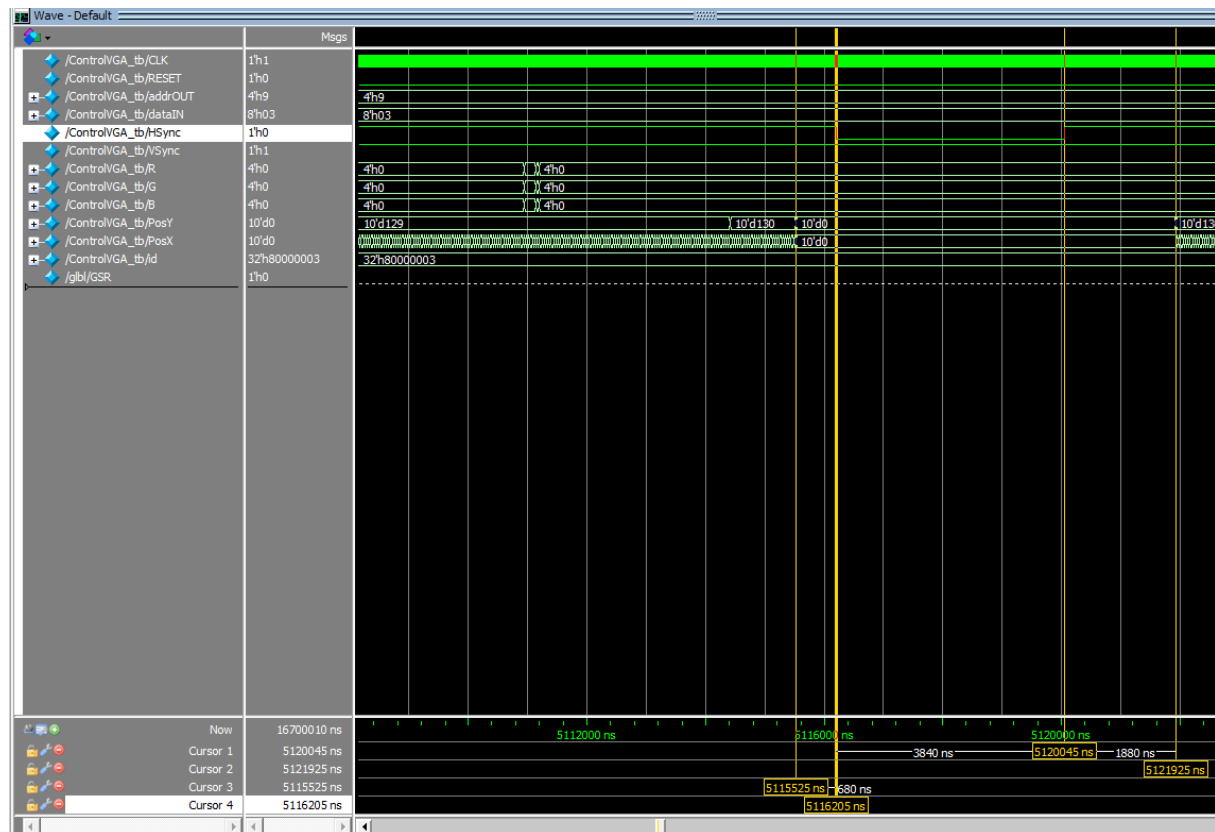 Wave - Default
Msgs
/ControlVGA_tb/CLK 1'h1
/ControlVGA_tb/RESET 1'h0
/ControlVGA_tb/addrOUT 4'h9 4'h9
/ControlVGA_tb/dataIN 8'h03 8'h03
/ControlVGA_tb/HSync 1'h0
/ControlVGA_tb/VSync 1'h1
/ControlVGA_tb/R 4'h0 4'h0 4'h0
/ControlVGA_tb/G 4'h0 4'h0 4'h0
/ControlVGA_tb/B 4'h0 4'h0 4'h0
/ControlVGA_tb/PosY 10'd0 10'd129 10'd130 10'd0 10'd13
/ControlVGA_tb/PosX 10'd0 10'd0
/ControlVGA_tb/id 32'h80000003 32'h80000003
/glbl/GSR 1'h0
Now 16700010 ns 5112000 ns 5116000 ns 5120000 ns
Cursor 1 5120045 ns 3840 ns 5120045 ns 1880 ns
Cursor 2 5121925 ns 5121925 ns
Cursor 3 5115525 ns 5115525 ns 680 ns
Cursor 4 5116205 ns 5116205 ns